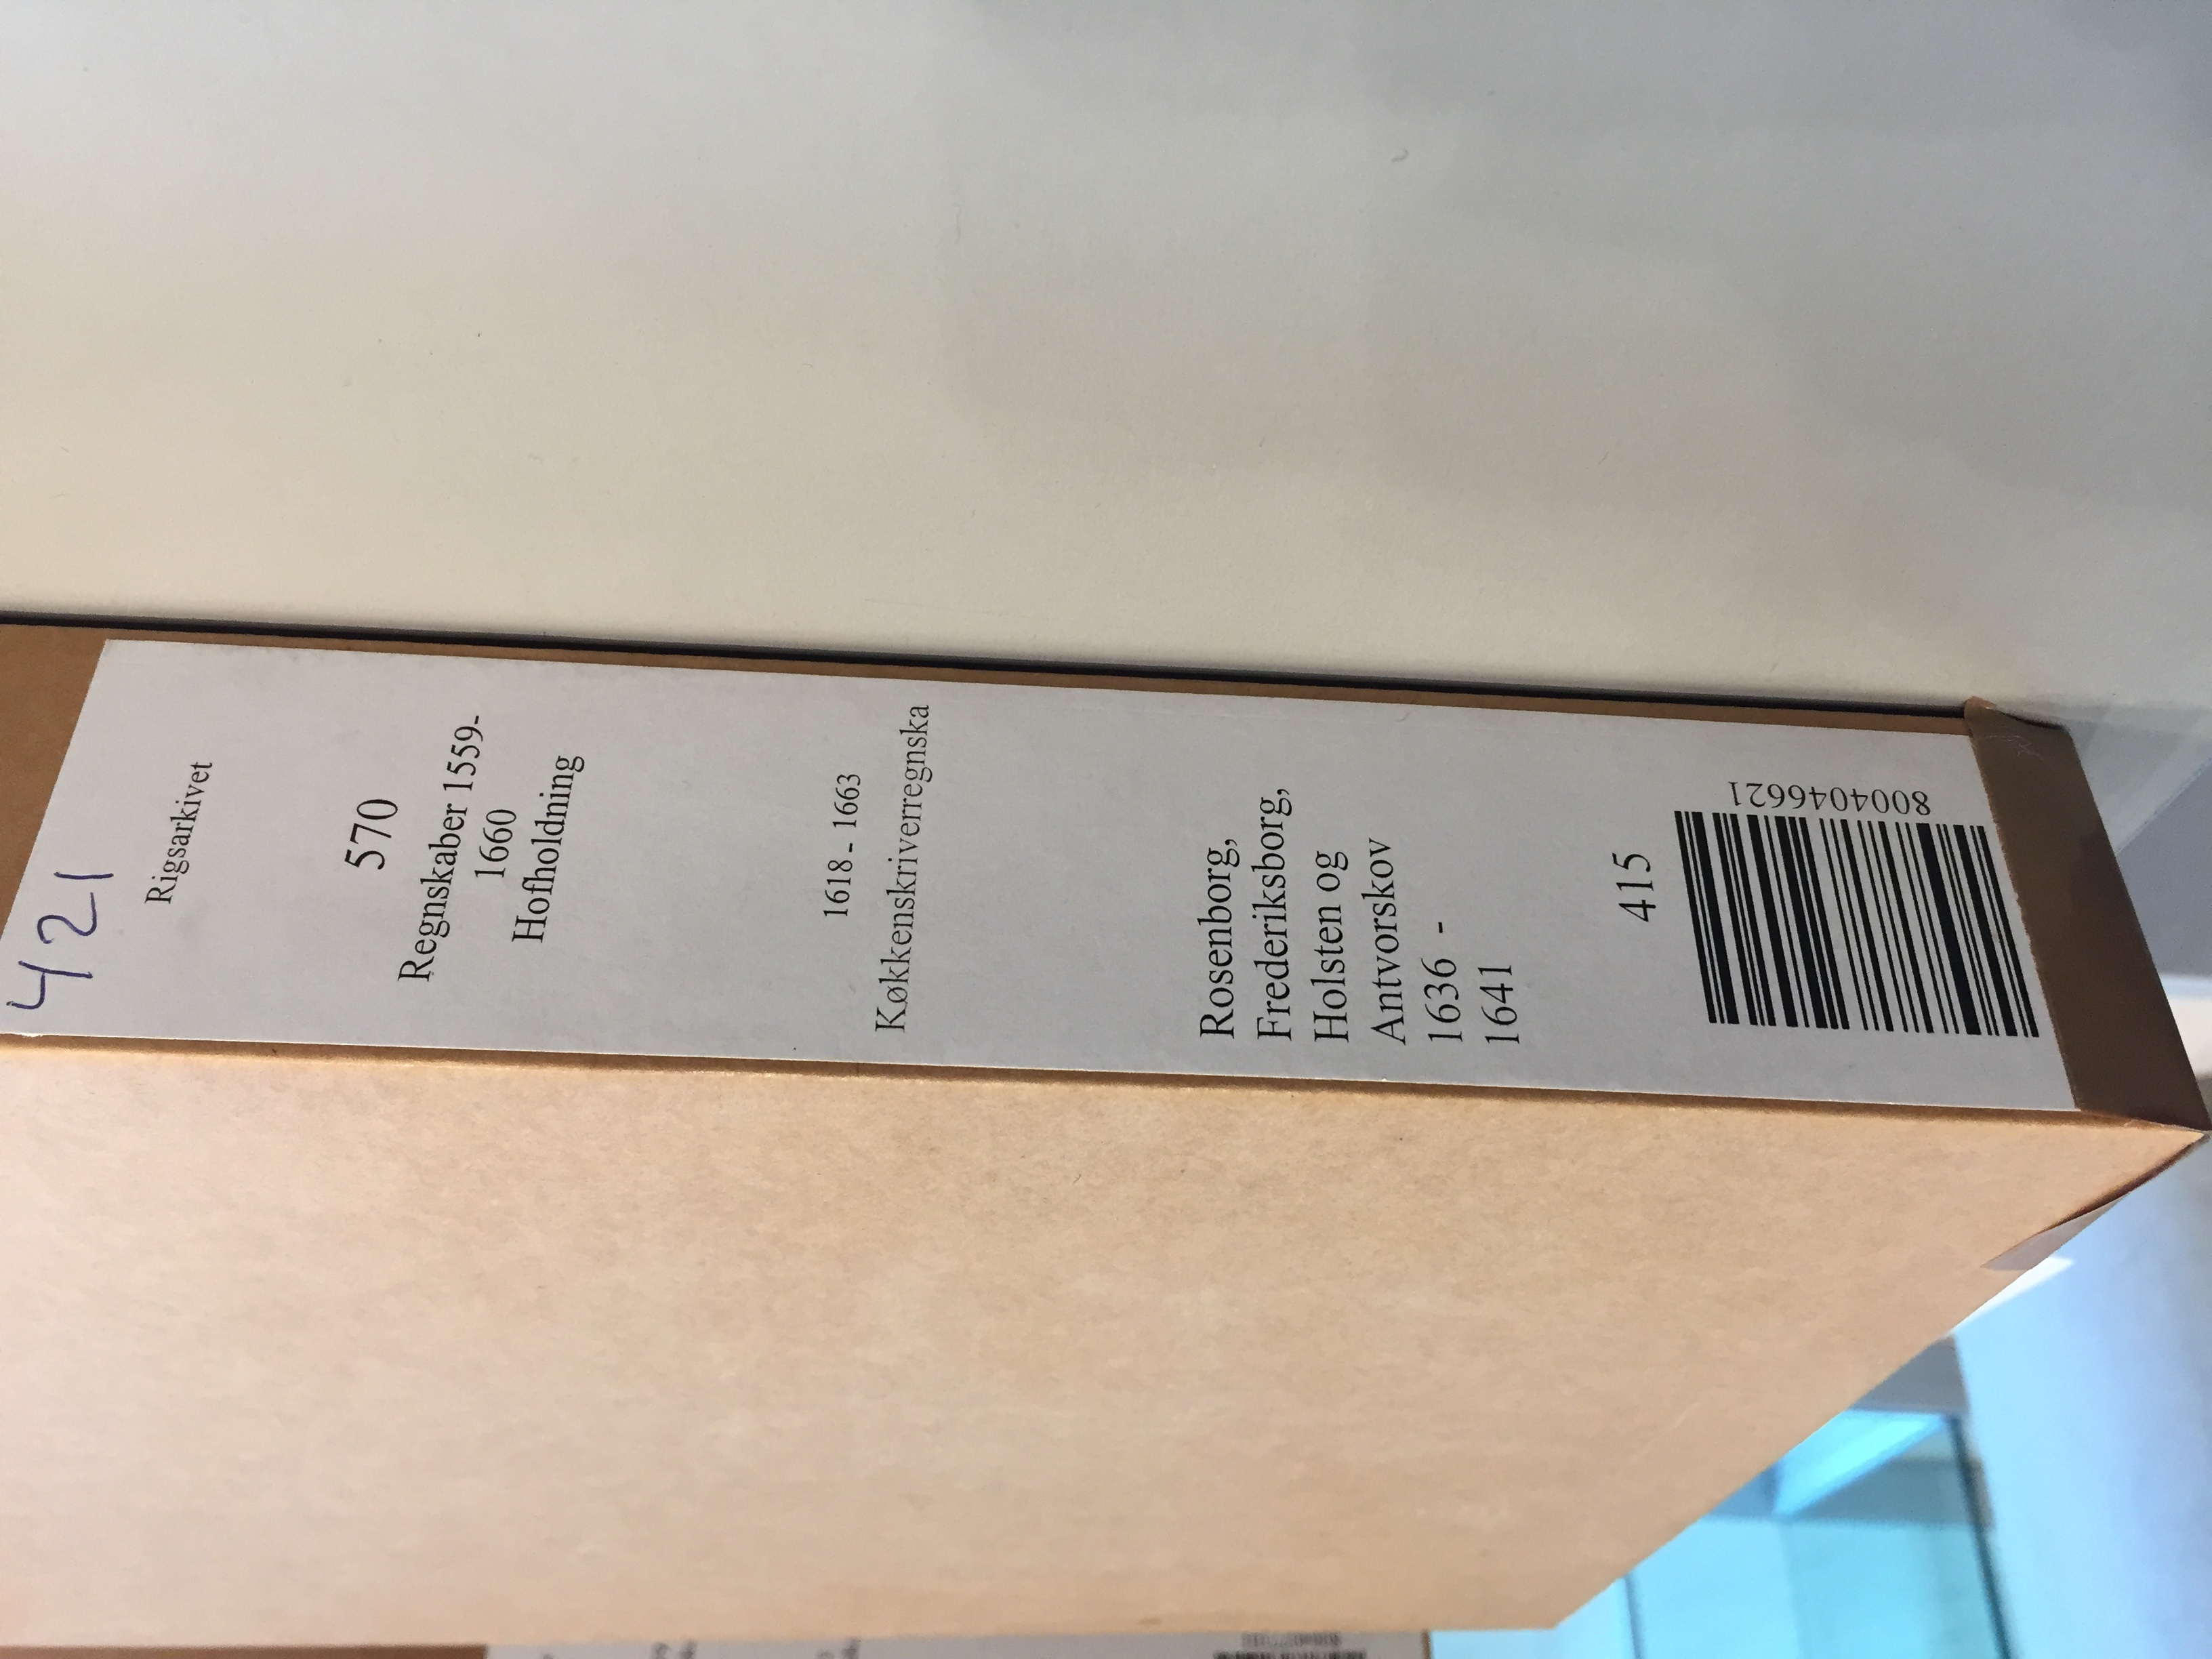 421
Rigsarkivet
570
Regnskaber 1559-
1660
Hofholdning
1618 - 1663
Køkkenskriverregnska
Rosenborg,
Frederiksborg,
Holsten og
Antvorskov
1636 -
1641
415
8004046621